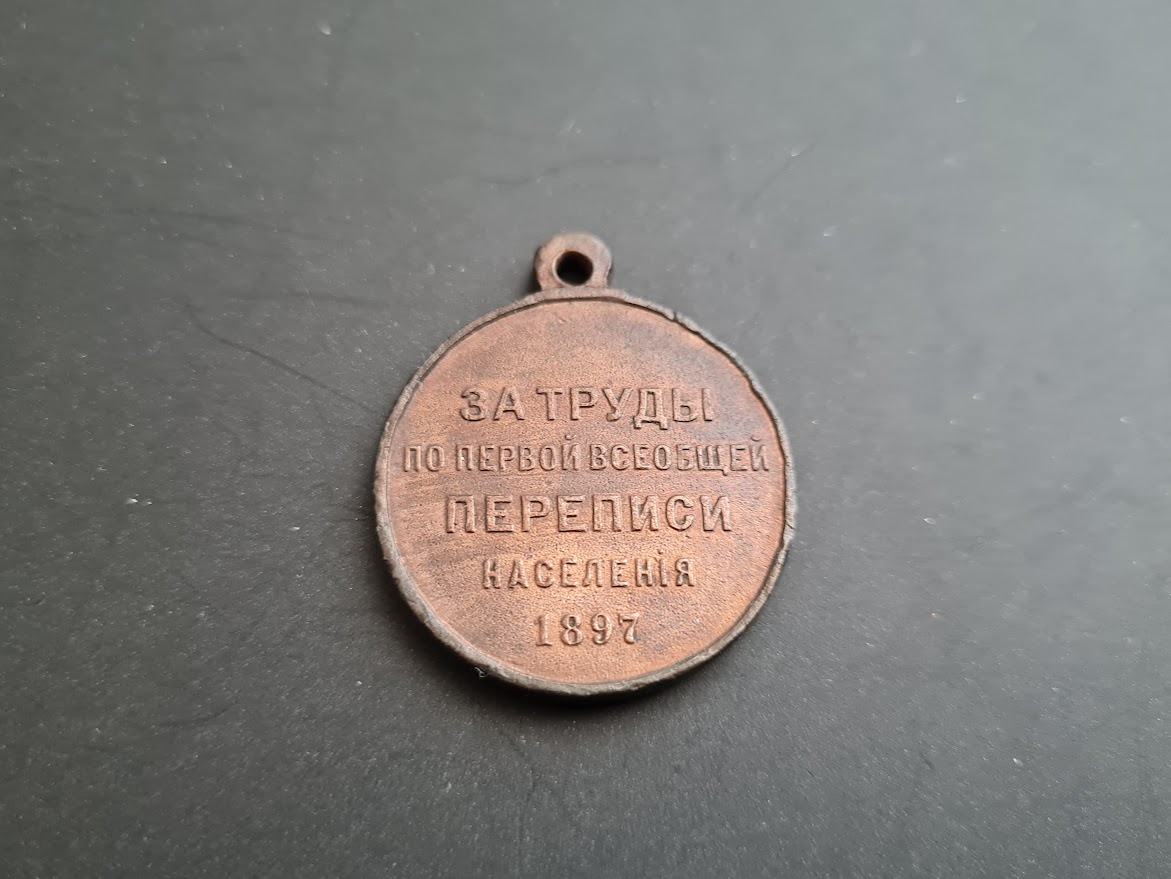 ЗА ТРУДЫ
ПО ПЕРВОЙ ВСЕОБЩЕЙ
ПЕРЕПИСИ
НАСЕЛЕНІЯ
1897